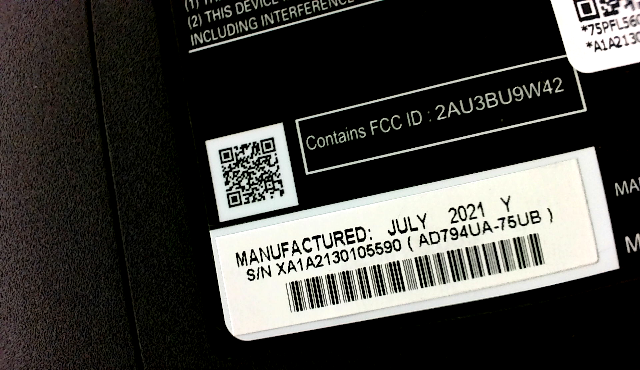 (2) THIS DEVICE
INCLUDING INTERFERENCE
*75PFL560
*A1A2130
Contains FCC ID : 2AU3BU9W42
MANUFACTURED: JULY 2021 Y
S/N XA1A2130105590 ( AD794UA-75UB )